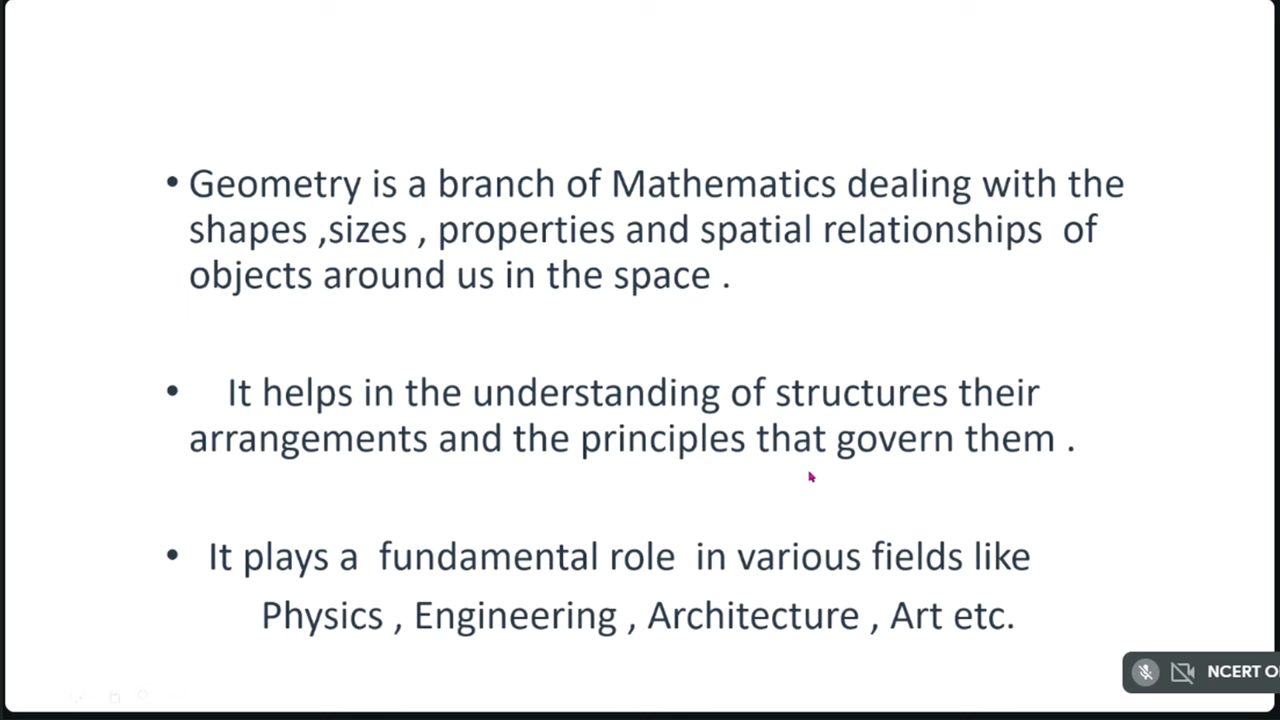 • Geometry is a branch of Mathematics dealing with the
shapes ,sizes , properties and spatial relationships of
objects around us in the space .
• It helps in the understanding of structures their
arrangements and the principles that govern them .
• It plays a fundamental role in various fields like
Physics , Engineering , Architecture , Art etc.
NCERT